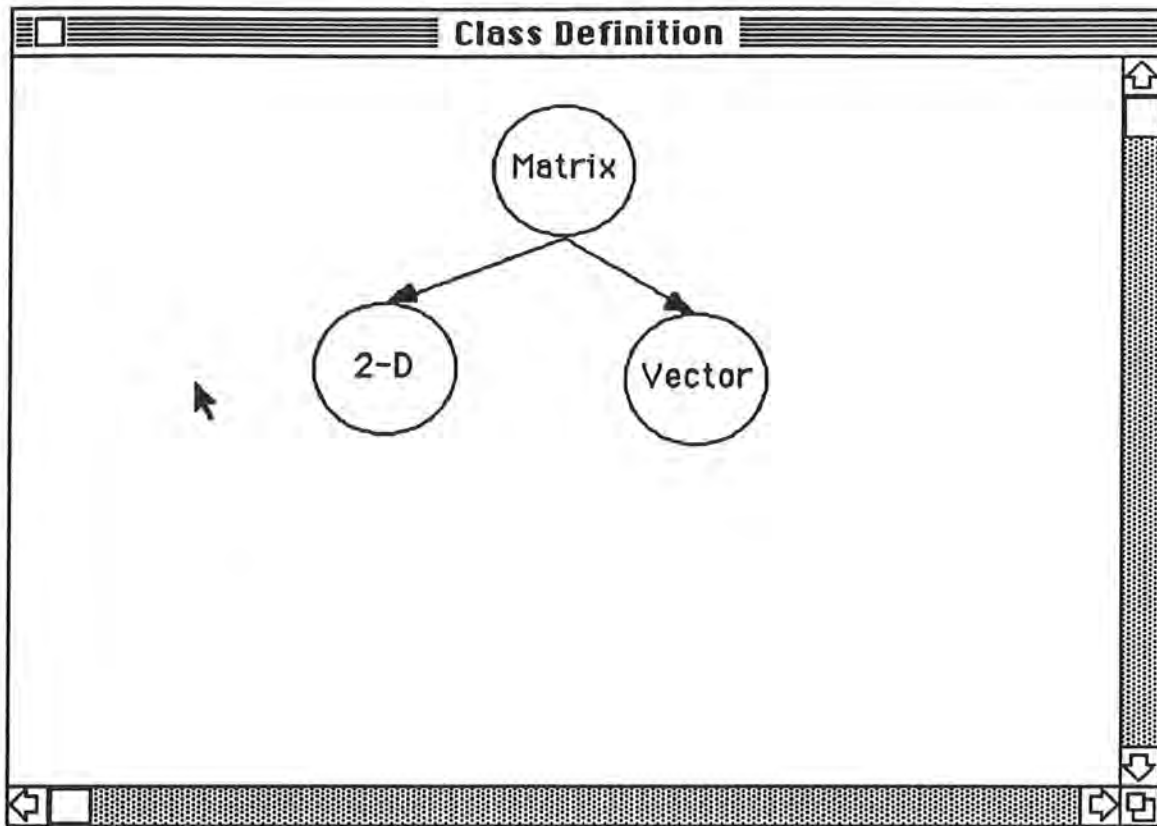 Class Definition
Matrix
2-D
Vector